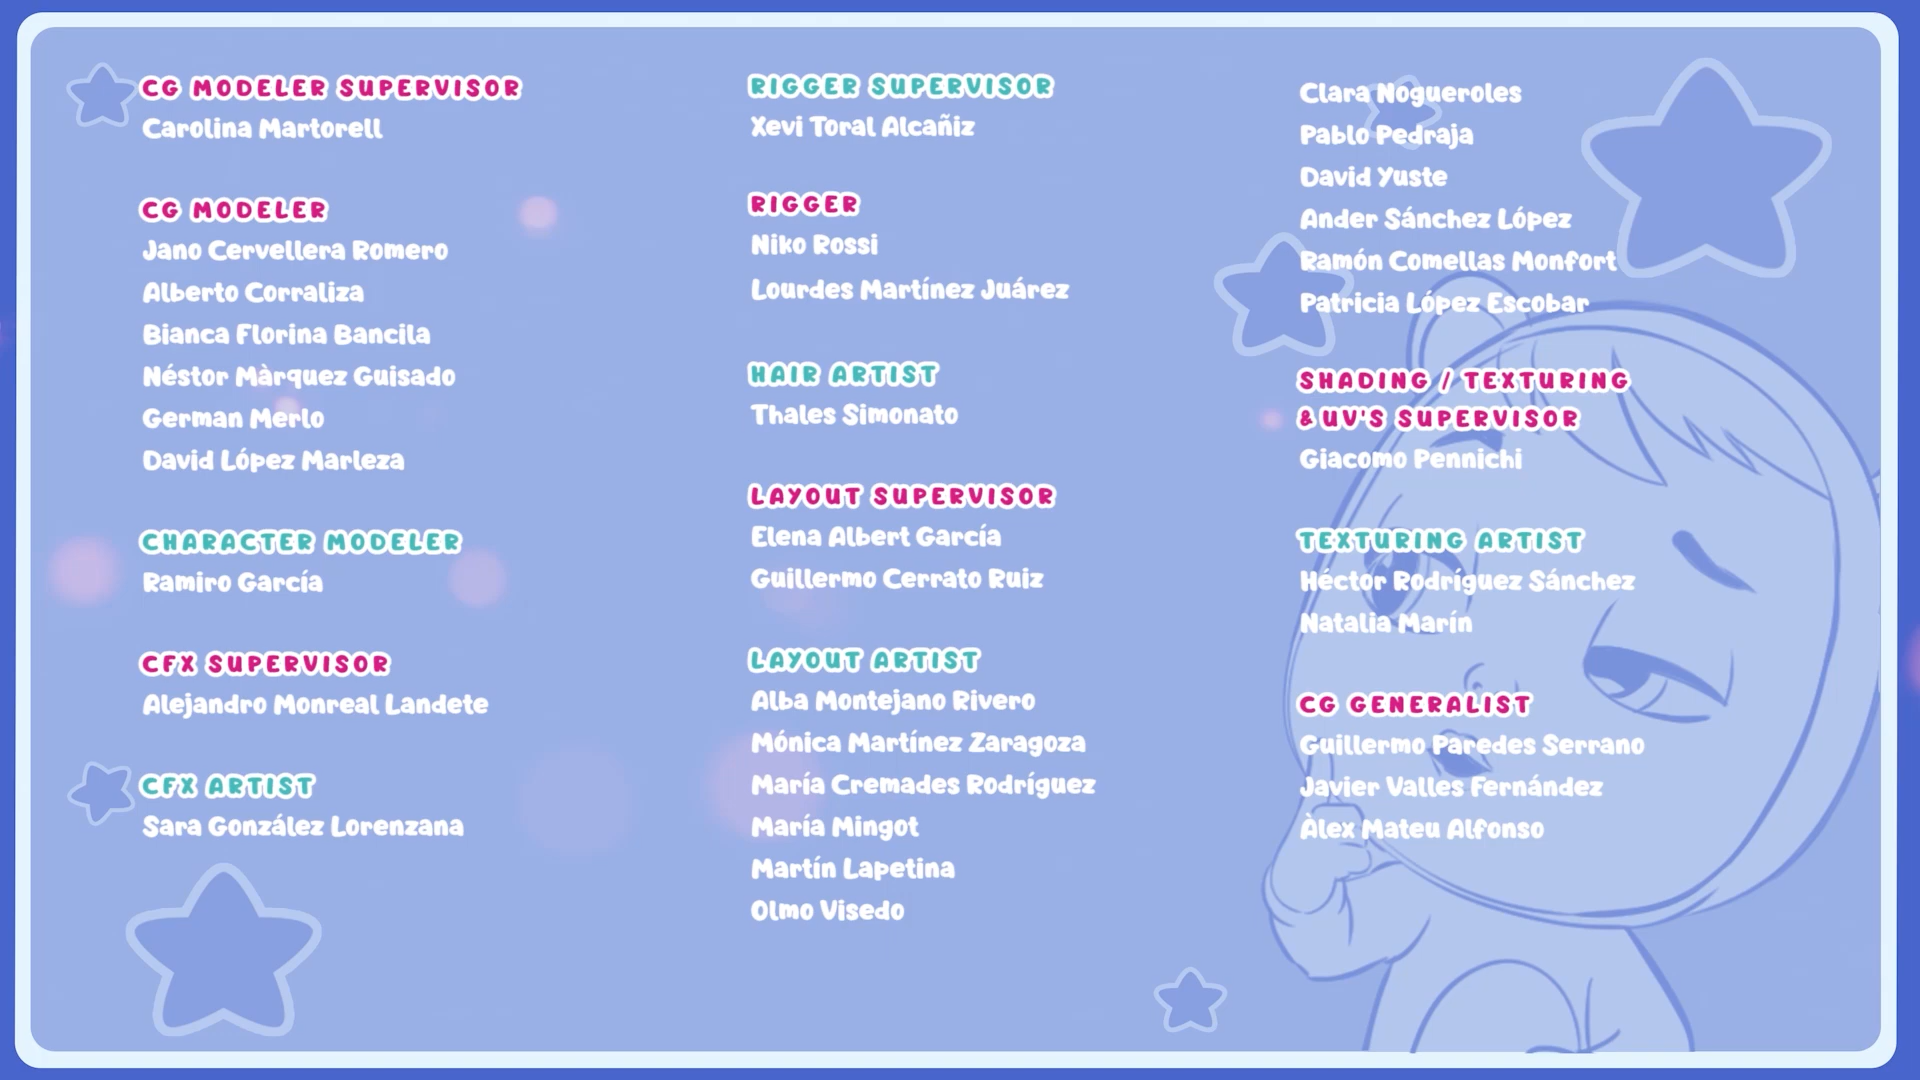 CG MODELER SUPERVISOR
Carolina Martorell
CG MODELER
Jano Cervellera Romero
Alberto Corraliza
Bianca Florina Bancila
Néstor Màrquez Guisado
German Merlo
David López Marleza
CHARACTER MODELER
Ramiro García
CFX SUPERVISOR
Alejandro Monreal Landete
CFX ARTIST
Sara González Lorenzana
RIGGER SUPERVISOR
Xevi Toral Alcañiz
RIGGER
Niko Rossi
Lourdes Martínez Juárez
HAIR ARTIST
Thales Simonato
LAYOUT SUPERVISOR
Elena Albert García
Guillermo Cerrato Ruiz
LAYOUT ARTIST
Alba Montejano Rivero
Mónica Martínez Zaragoza
María Cremades Rodríguez
María Mingot
Martín Lapetina
Olmo Visedo
Clara Nogueroles
Pablo Pedraja
David Yuste
Ander Sánchez López
Ramón Comellas Monfort
Patricia López Escobar
SHADING / TEXTURING
& UV'S SUPERVISOR
Giacomo Pennichi
TEXTURING ARTIST
Héctor Rodríguez Sánchez
Natalia Marín
CG GENERALIST
Guillermo Paredes Serrano
Javier Valles Fernández
Àlex Mateu Alfonso